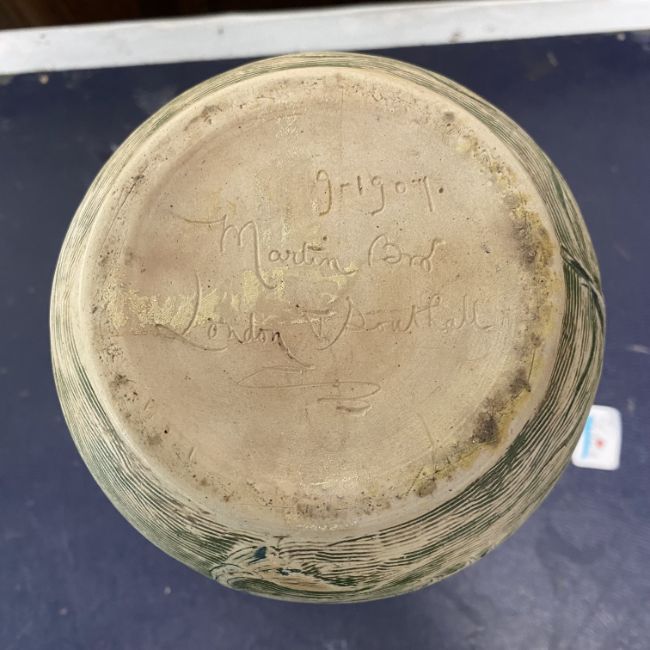 9-1907.
Martin Bros
London & Southall